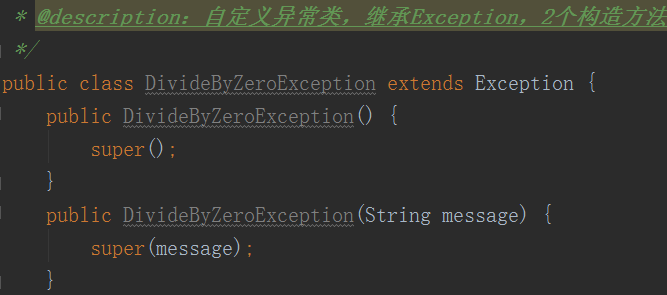 * @description：自定义异常类，继承Exception，2个构造方法
*/
public class DivideByZeroException extends Exception {
public DivideByZeroException() {
super();
}
public DivideByZeroException(String message) {
super(message);
}